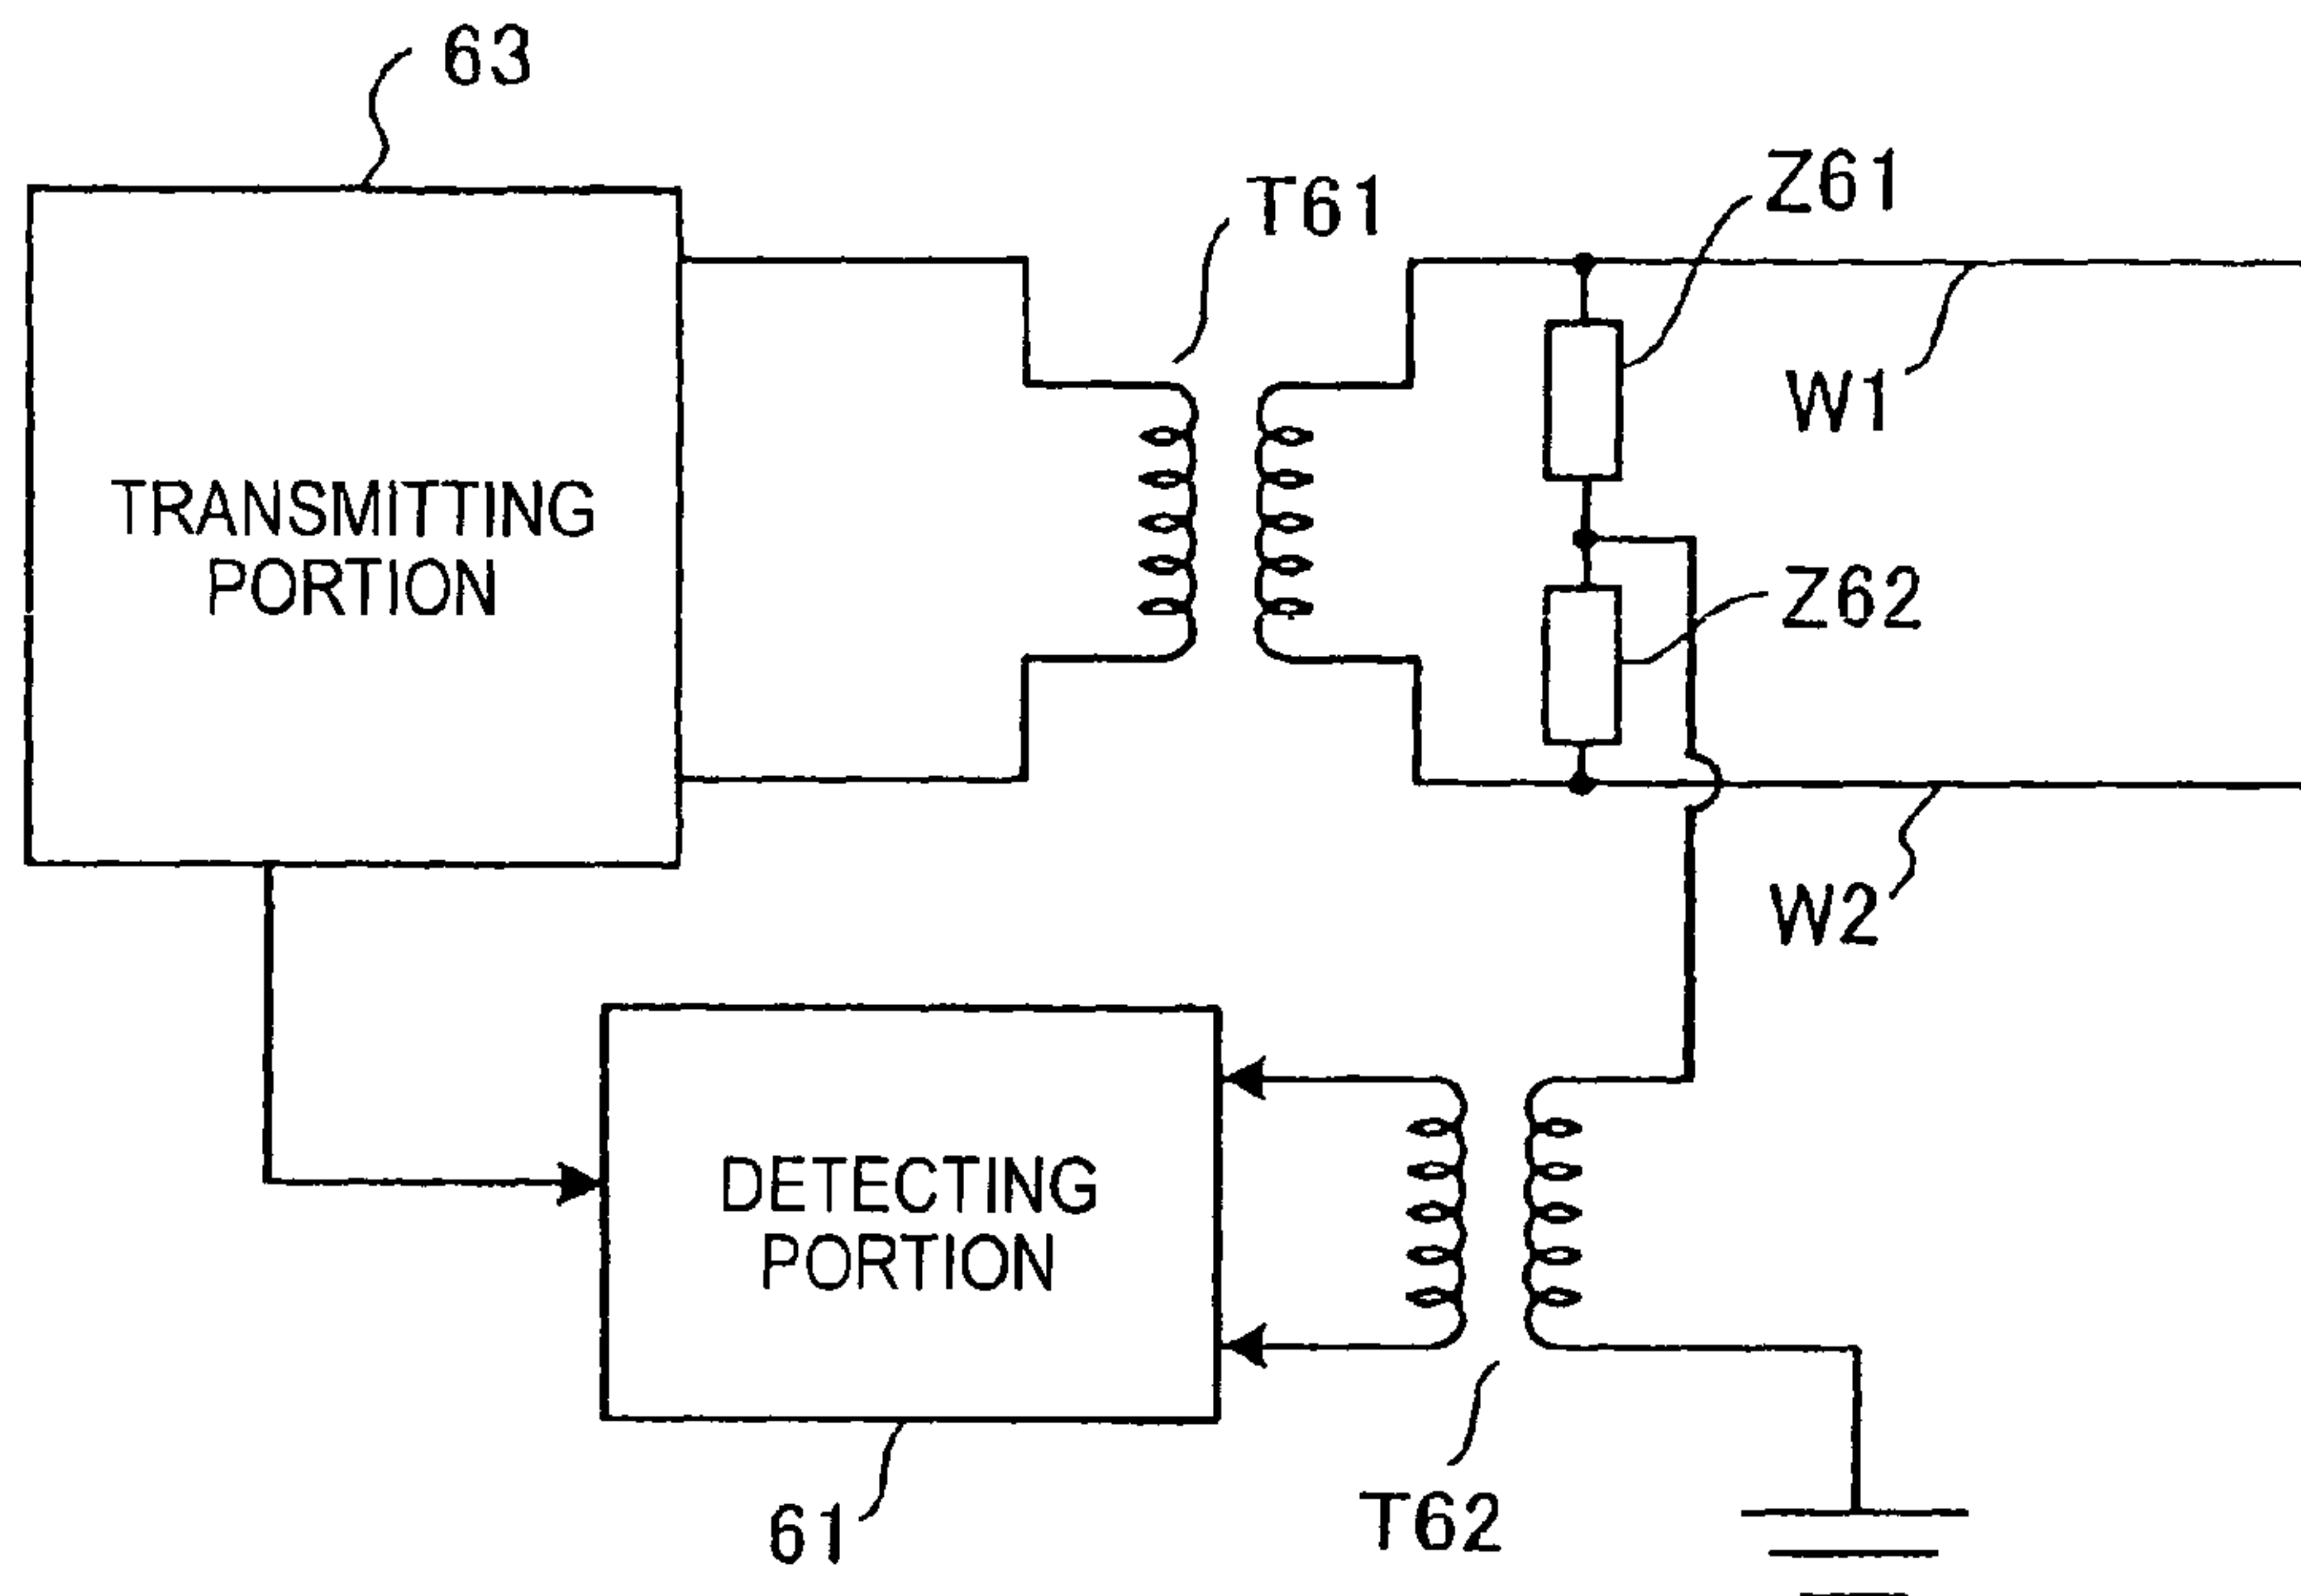 63
T61
Z61
W1
TRANSMITTING
PORTION
Z62
W2
DETECTING
PORTION
61
T62